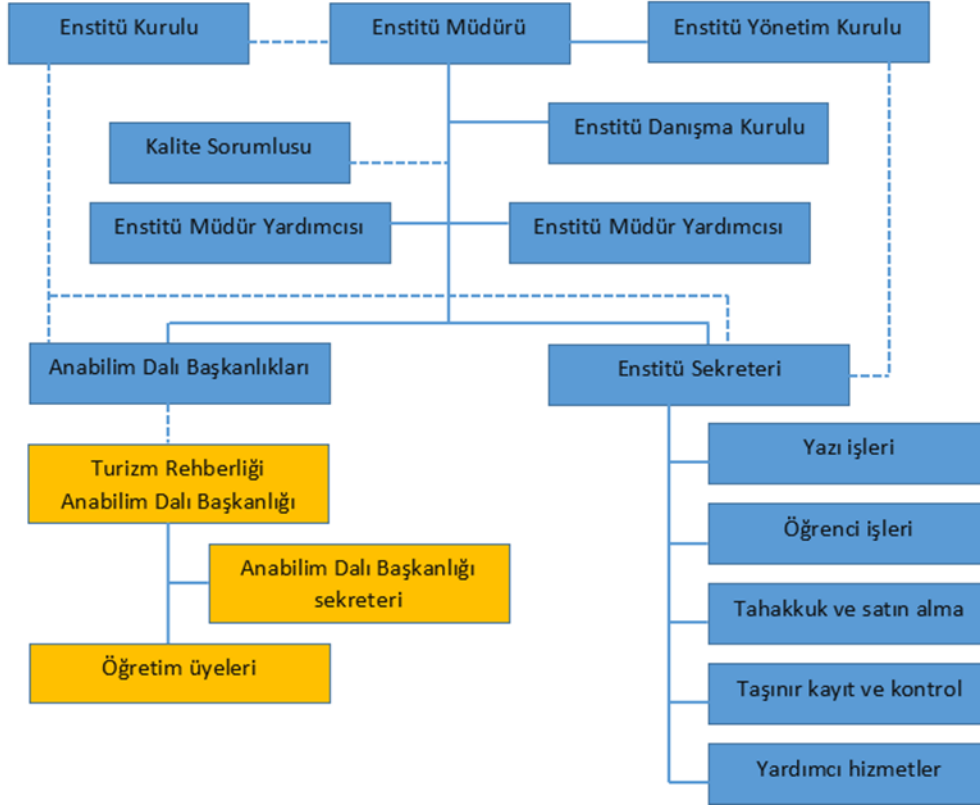 Enstitü Kurulu
Enstitü Müdürü
Enstitü Yönetim Kurulu
Enstitü Danışma Kurulu
Kalite Sorumlusu
Enstitü Müdür Yardımcısı
Enstitü Müdür Yardımcısı
Anabilim Dalı Başkanlıkları
Enstitü Sekreteri
Turizm Rehberliği
Anabilim Dalı Başkanlığı
Anabilim Dalı Başkanlığı
sekreteri
Öğretim üyeleri
Yazı işleri
Öğrenci işleri
Tahakkuk ve satın alma
Taşınır kayıt ve kontrol
Yardımcı hizmetler